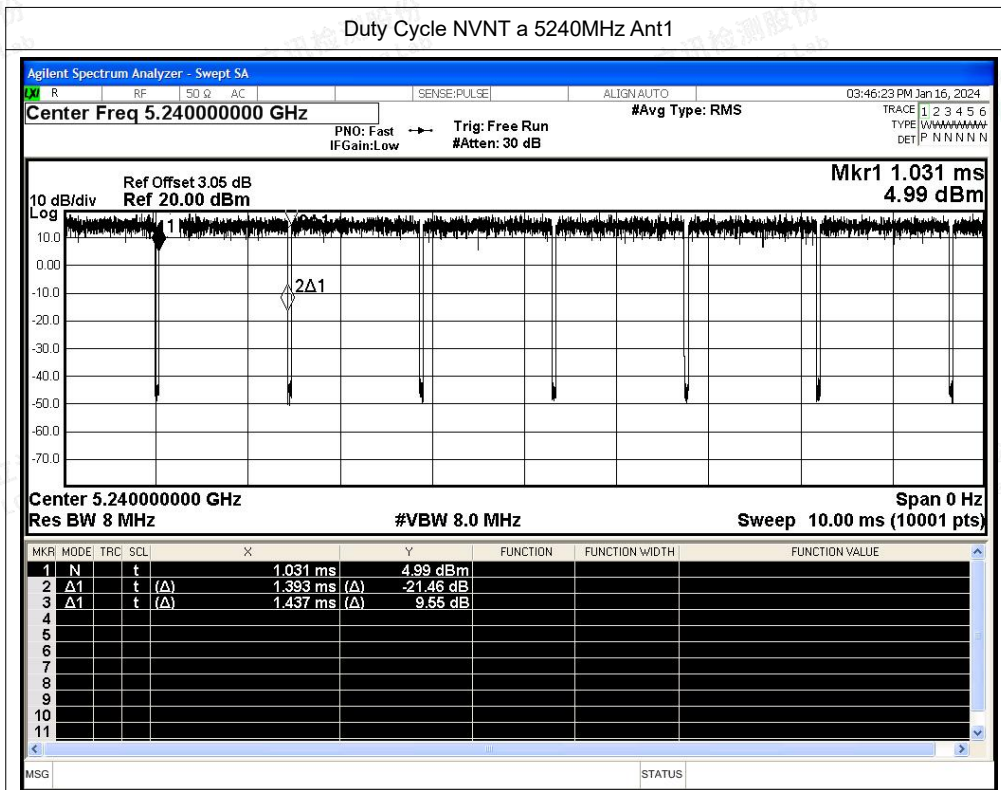 Duty Cycle NVNT a 5240MHz Ant1
Agilent Spectrum Analyzer - Swept SA
LXI R RF 50 Ω AC SENSE:PULSE ALIGN AUTO 03:46:23 PM Jan 16, 2024
Center Freq 5.240000000 GHz #Avg Type: RMS TRACE 1 2 3 4 5 6
PNO: Fast Trig: Free Run TYPE WWWWWW
IFGain:Low #Atten: 30 dB DET P N N N N N
Mkr1 1.031 ms
4.99 dBm
Ref Offset 3.05 dB
10 dB/div Ref 20.00 dBm
Log
1
3Δ1
10.0
0.00
2Δ1
-10.0
-20.0
-30.0
-40.0
-50.0
-60.0
-70.0
Center 5.240000000 GHz Span 0 Hz
Res BW 8 MHz #VBW 8.0 MHz Sweep 10.00 ms (10001 pts)
MKR MODE TRC SCL X Y FUNCTION FUNCTION WIDTH FUNCTION VALUE
1 N t 1.031 ms 4.99 dBm
2 Δ1 t (Δ) 1.393 ms (Δ) -21.46 dB
3 Δ1 t (Δ) 1.437 ms (Δ) 9.55 dB
4
5
6
7
8
9
10
11
MSG STATUS